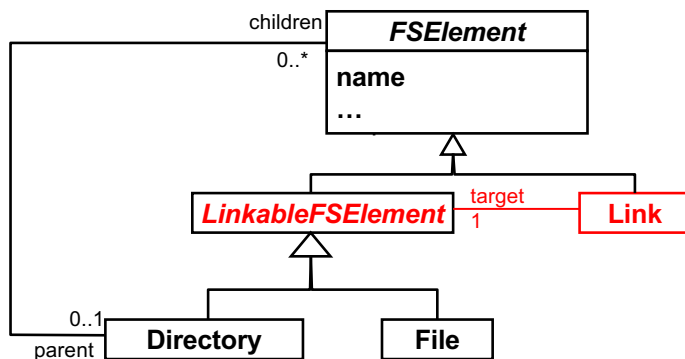 children
FSElement
0..*
name
...
LinkableFSElement
target
1
Link
0..1
parent
Directory
File